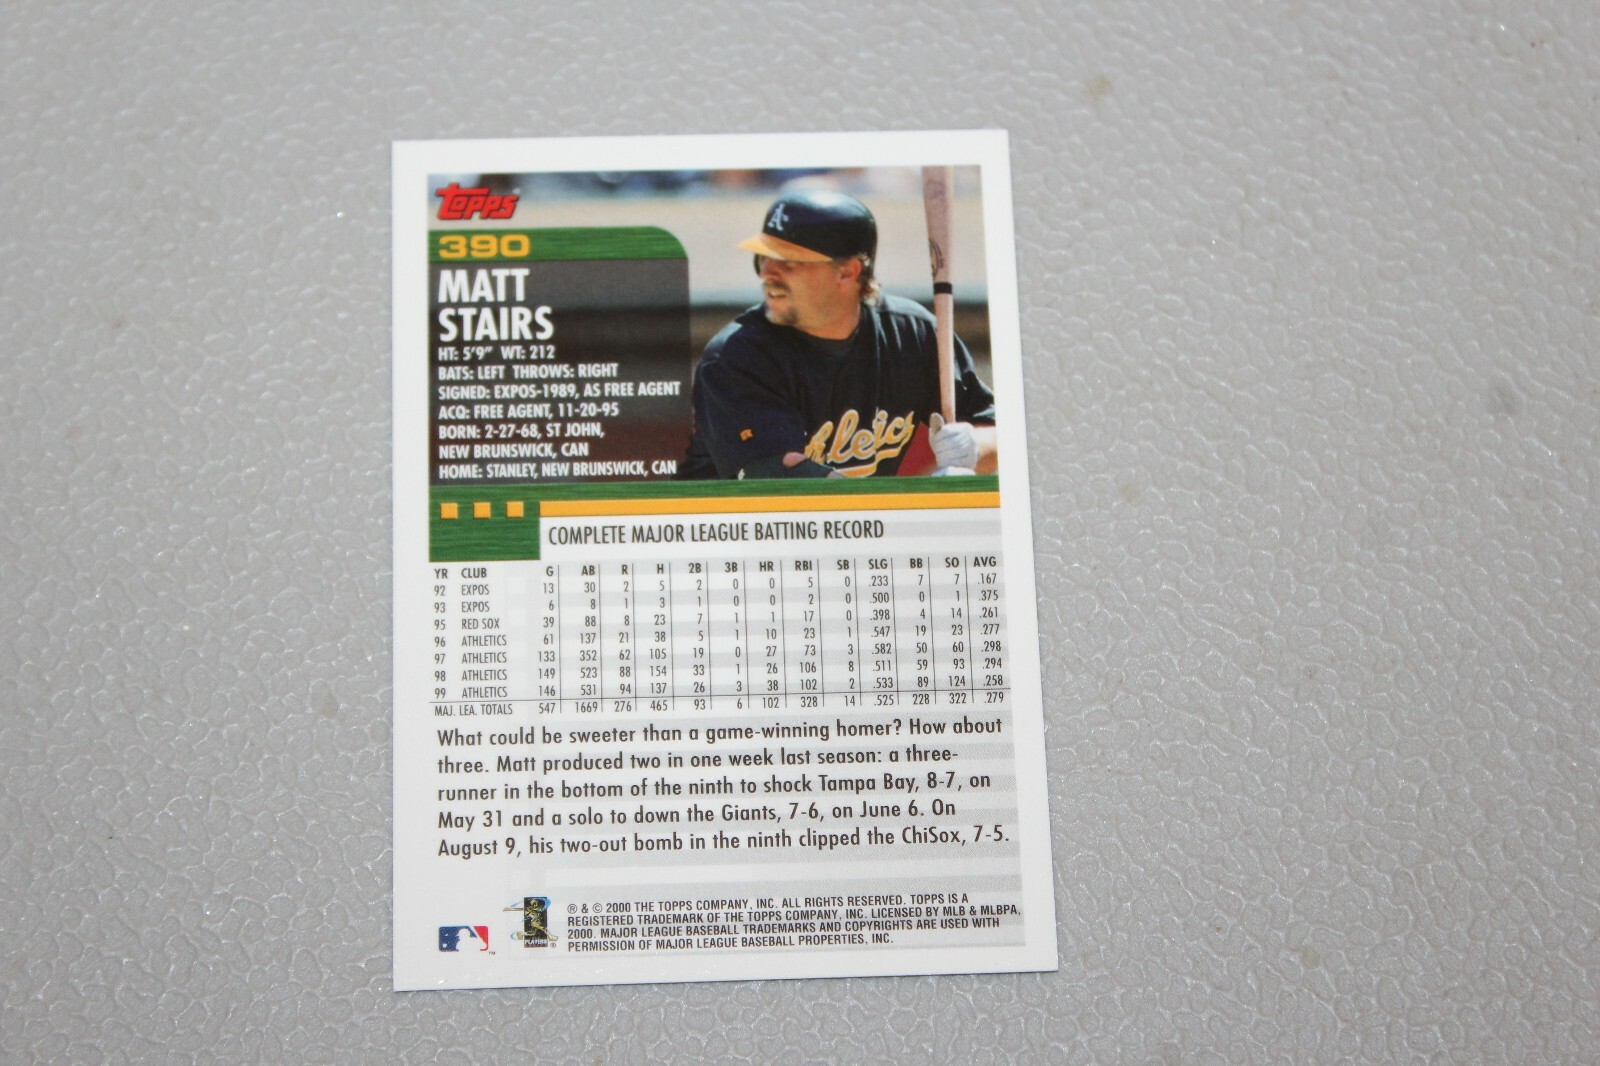 Topps
390
MATT
STAIRS
HT: 5'9" WT: 212
BATS: LEFT THROWS: RIGHT
SIGNED: EXPOS-1989, AS FREE AGENT
ACQ: FREE AGENT, 11-20-95
BORN: 2-27-68, ST JOHN,
NEW BRUNSWICK, CAN
HOME: STANLEY, NEW BRUNSWICK, CAN
A's
COMPLETE MAJOR LEAGUE BATTING RECORD
YR CLUB G AB R H 2B 3B HR RBI SB SLG BB SO AVG
92 EXPOS 13 30 2 5 2 0 0 5 0 .233 7 7 .167
93 EXPOS 6 8 1 3 1 0 0 2 0 .500 0 1 .375
95 RED SOX 39 88 8 23 7 1 1 17 0 .398 4 14 .261
96 ATHLETICS 61 137 21 38 5 1 10 23 1 .547 19 23 .277
97 ATHLETICS 133 352 62 105 19 0 27 73 3 .582 50 60 .298
98 ATHLETICS 149 523 88 154 33 1 26 106 8 .511 59 93 .294
99 ATHLETICS 146 531 94 137 26 3 38 102 2 .533 89 124 .258
MAJ. LEA. TOTALS 547 1669 276 465 93 6 102 328 14 .525 228 322 .279
What could be sweeter than a game-winning homer? How about
three. Matt produced two in one week last season: a three-
runner in the bottom of the ninth to shock Tampa Bay, 8-7, on
May 31 and a solo to down the Giants, 7-6, on June 6. On
August 9, his two-out bomb in the ninth clipped the ChiSox, 7-5.
PLAYERS
® & © 2000 THE TOPPS COMPANY, INC. ALL RIGHTS RESERVED. TOPPS IS A
REGISTERED TRADEMARK OF THE TOPPS COMPANY, INC. LICENSED BY MLB & MLBPA,
2000. MAJOR LEAGUE BASEBALL TRADEMARKS AND COPYRIGHTS ARE USED WITH
PERMISSION OF MAJOR LEAGUE BASEBALL PROPERTIES, INC.